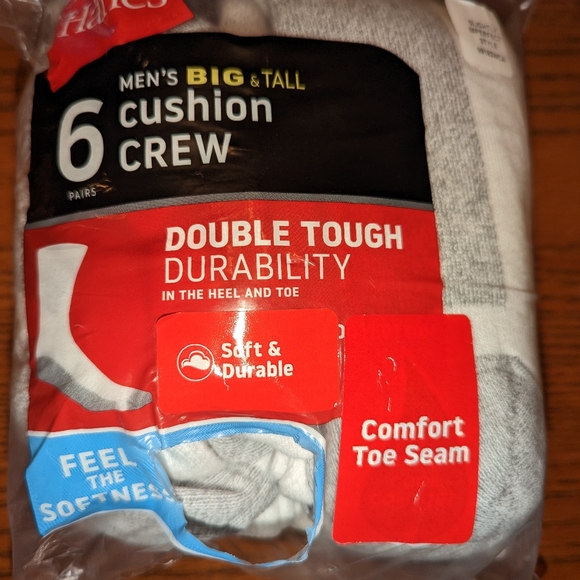 Hanes
MEN'S BIG & TALL
6
PAIRS
cushion
CREW
DOUBLE TOUGH
DURABILITY
IN THE HEEL AND TOE
Soft &
Durable
Comfort
Toe Seam
FEEL
THE
SOFTNESS